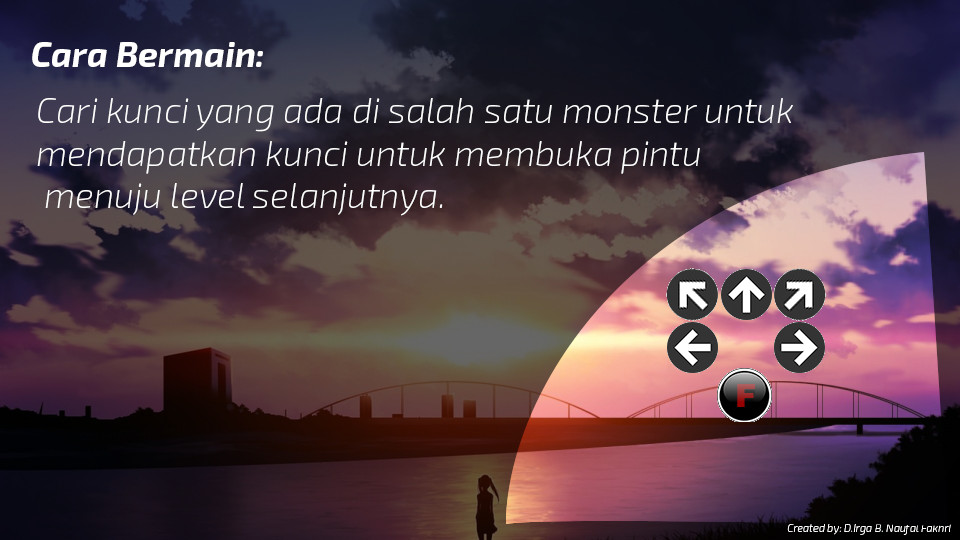 Cara Bermain:
Cari kunci yang ada di salah satu monster untuk
mendapatkan kunci untuk membuka pintu
menuju level selanjutnya.
F
Created by: D.Irga B. Naufal Fakhri